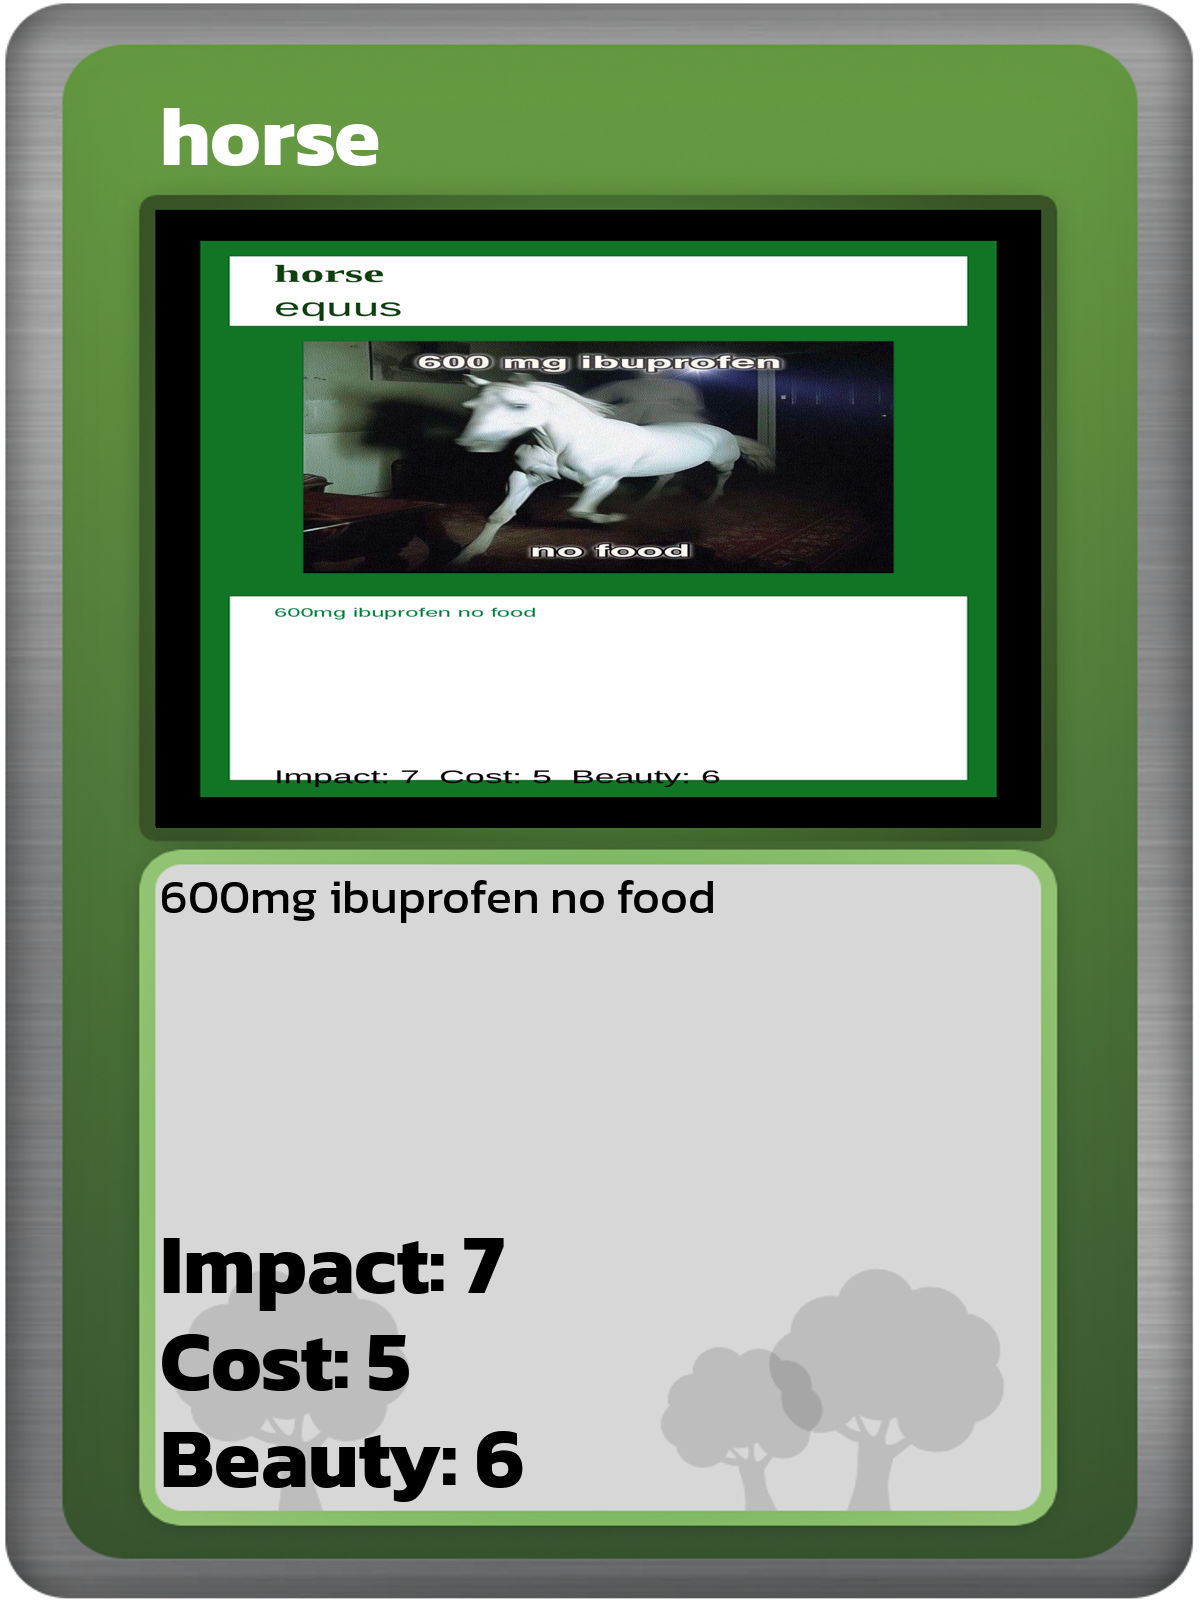 horse
horse
equus
600 mg ibuprofen
no food
600mg ibuprofen no food
Impact: 7 Cost: 5 Beauty: 6
600mg ibuprofen no food
Impact: 7
Cost: 5
Beauty: 6